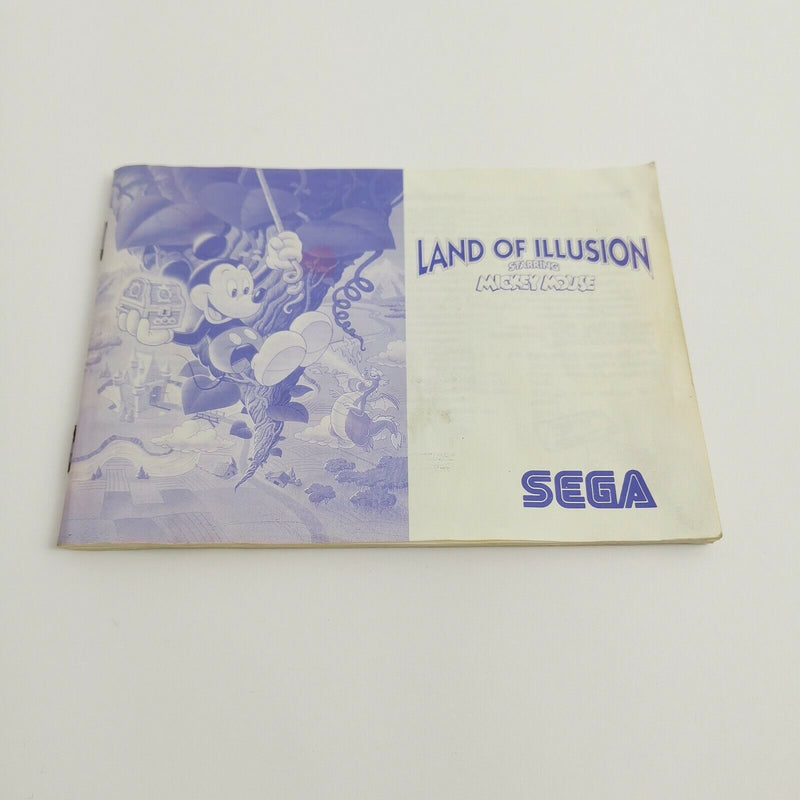 LAND OF ILLUSION
STARRING
MICKEY MOUSE
SEGA